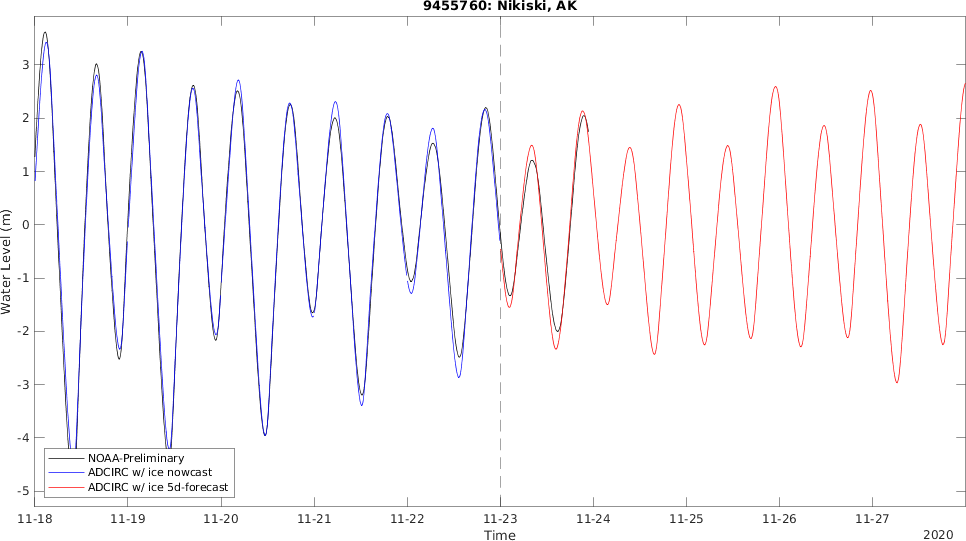 9455760: Nikiski, AK
Water Level (m)
3
2
1
0
-1
-2
-3
-4
-5
NOAA-Preliminary
ADCIRC w/ ice nowcast
ADCIRC w/ ice 5d-forecast
11-18 11-19 11-20 11-21 11-22 11-23 11-24 11-25 11-26 11-27
Time
2020